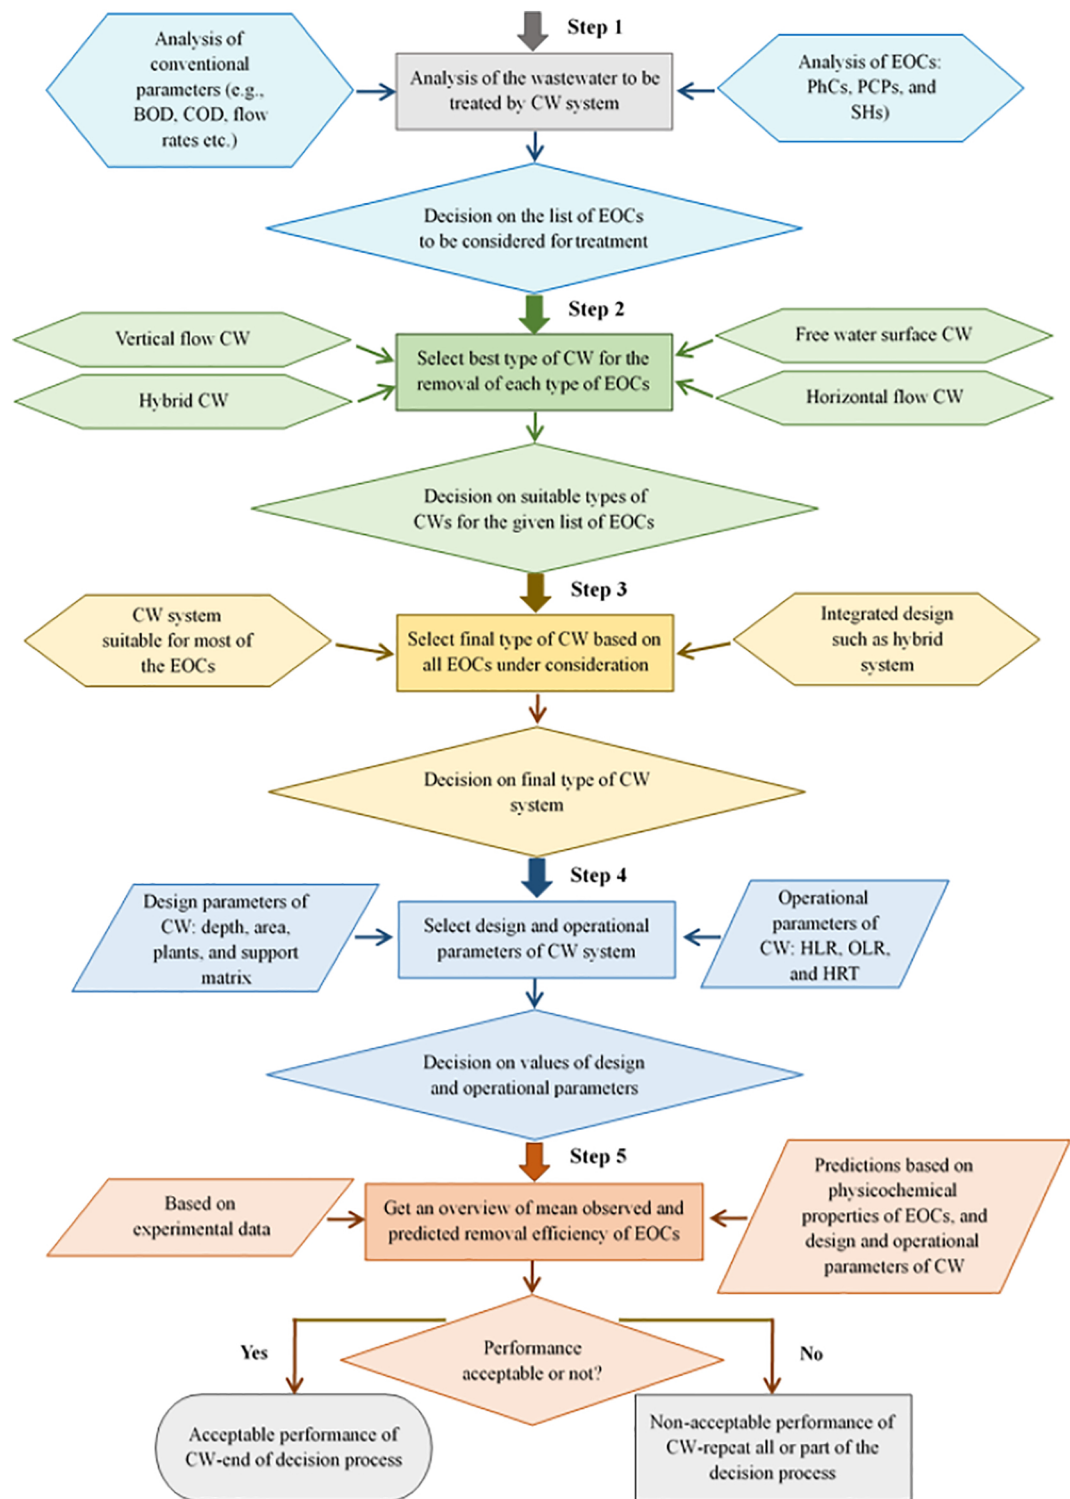 Step 1
Analysis of
conventional
parameters (e.g.,
BOD, COD, flow
rates etc.)
Analysis of the wastewater to be
treated by CW system
Analysis of EOCs:
PhCs, PCPs, and
SHs)
Decision on the list of EOCs
to be considered for treatment
Step 2
Vertical flow CW
Hybrid CW
Select best type of CW for the
removal of each type of EOCs
Free water surface CW
Horizontal flow CW
Decision on suitable types of
CWs for the given list of EOCs
Step 3
CW system
suitable for most of
the EOCs
Select final type of CW based on
all EOCs under consideration
Integrated design
such as hybrid
system
Decision on final type of CW
system
Step 4
Design parameters of
CW: depth, area,
plants, and support
matrix
Select design and operational
parameters of CW system
Operational
parameters of
CW: HLR, OLR,
and HRT
Decision on values of design
and operational parameters
Step 5
Based on
experimental data
Get an overview of mean observed and
predicted removal efficiency of EOCs
Predictions based on
physicochemical
properties of EOCs, and
design and operational
parameters of CW
Performance
acceptable or not?
Yes
No
Acceptable performance of
CW-end of decision process
Non-acceptable performance of
CW-repeat all or part of the
decision process